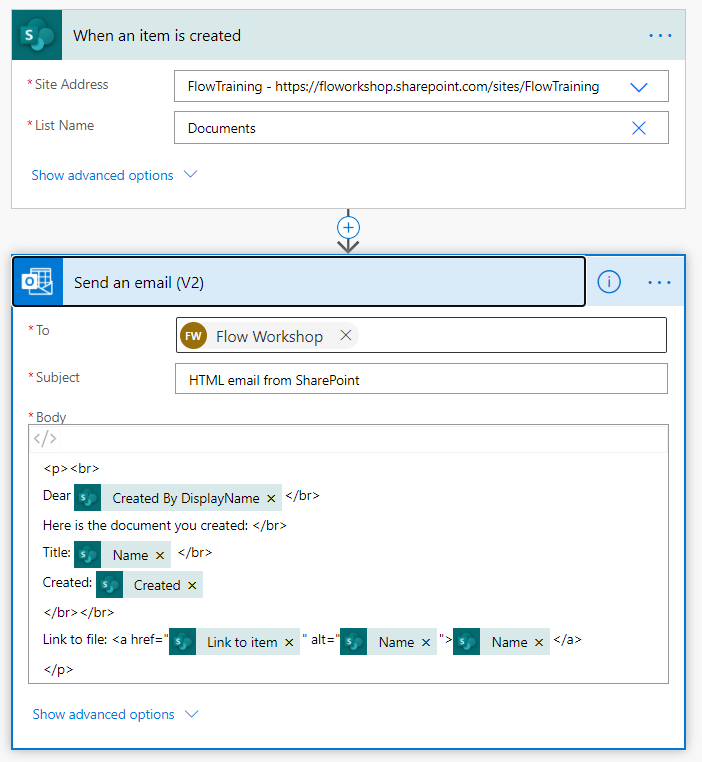 When an item is created ...
*Site Address FlowTraining - https://floworkshop.sharepoint.com/sites/FlowTraining
*List Name Documents
Show advanced options
Send an email (V2) i ...
*To FW Flow Workshop
*Subject HTML email from SharePoint
*Body
</>
<p><br>
Dear Created By DisplayName × </br>
Here is the document you created: </br>
Title: Name × </br>
Created: Created ×
</br></br>
Link to file: <a href=" Link to item × " alt=" Name × "> Name × </a>
</p>
Show advanced options